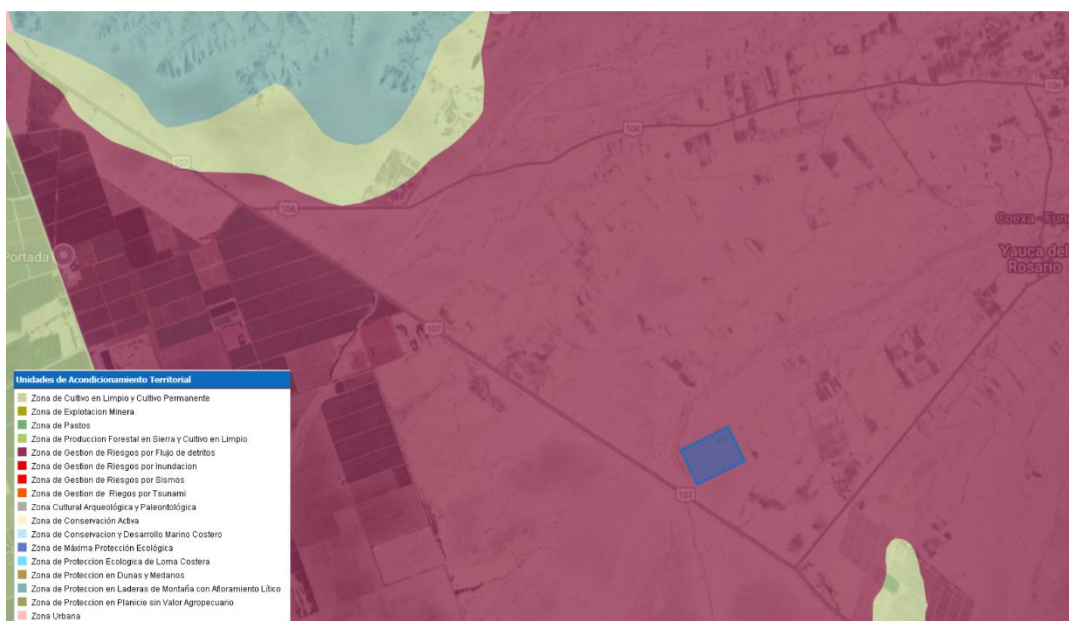 106
106
107
106
Coexa - Fun
Yauca del
Rosario
Portada
107
107
Unidades de Acondicionamiento Territorial
Zona de Cultivo en Limpio y Cultivo Permanente
Zona de Explotacion Minera
Zona de Pastos
Zona de Produccion Forestal en Sierra y Cultivo en Limpio
Zona de Gestion de Riesgos por Flujo de detritos
Zona de Gestion de Riesgos por Inundacion
Zona de Gestion de Riesgos por Sismos
Zona de Gestion de Riegos por Tsunami
Zona Cultural Arqueológica y Paleontológica
Zona de Conservación Activa
Zona de Conservacion y Desarrollo Marino Costero
Zona de Máxima Protección Ecológica
Zona de Proteccion Ecologica de Loma Costera
Zona de Proteccion en Dunas y Medanos
Zona de Proteccion en Laderas de Montaña con Afloramiento Lítico
Zona de Proteccion en Planicie sin Valor Agropecuario
Zona Urbana